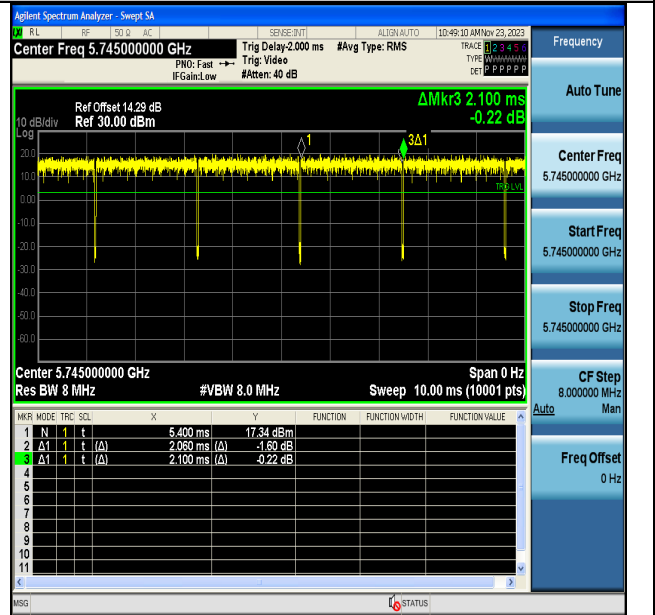 Agilent Spectrum Analyzer - Swept SA
RL RF 50 Ω AC SENSE:INT ALIGN AUTO 10:49:10 AM Nov 23, 2023
Center Freq 5.745000000 GHz
PNO: Fast
IFGain:Low
Trig Delay-2.000 ms
Trig: Video
#Atten: 40 dB
#Avg Type: RMS
TRACE 1 2 3 4 5 6
TYPE WWWWWW
DET P P P P P P
Ref Offset 14.29 dB
10 dB/div Ref 30.00 dBm
Log
ΔMkr3 2.100 ms
-0.22 dB
1
3Δ1
20.0
10.0
TRIG LVL
0.00
-10.0
-20.0
-30.0
-40.0
-50.0
-60.0
Center 5.745000000 GHz Span 0 Hz
Res BW 8 MHz #VBW 8.0 MHz Sweep 10.00 ms (10001 pts)
MKR MODE TRC SCL X Y FUNCTION FUNCTION WIDTH FUNCTION VALUE
1 N 1 t 5.400 ms 17.34 dBm
2 Δ1 1 t (Δ) 2.060 ms (Δ) -1.60 dB
3 Δ1 1 t (Δ) 2.100 ms (Δ) -0.22 dB
4
5
6
7
8
9
10
11
MSG STATUS
Frequency
Auto Tune
Center Freq
5.745000000 GHz
Start Freq
5.745000000 GHz
Stop Freq
5.745000000 GHz
CF Step
8.000000 MHz
Auto Man
Freq Offset
0 Hz